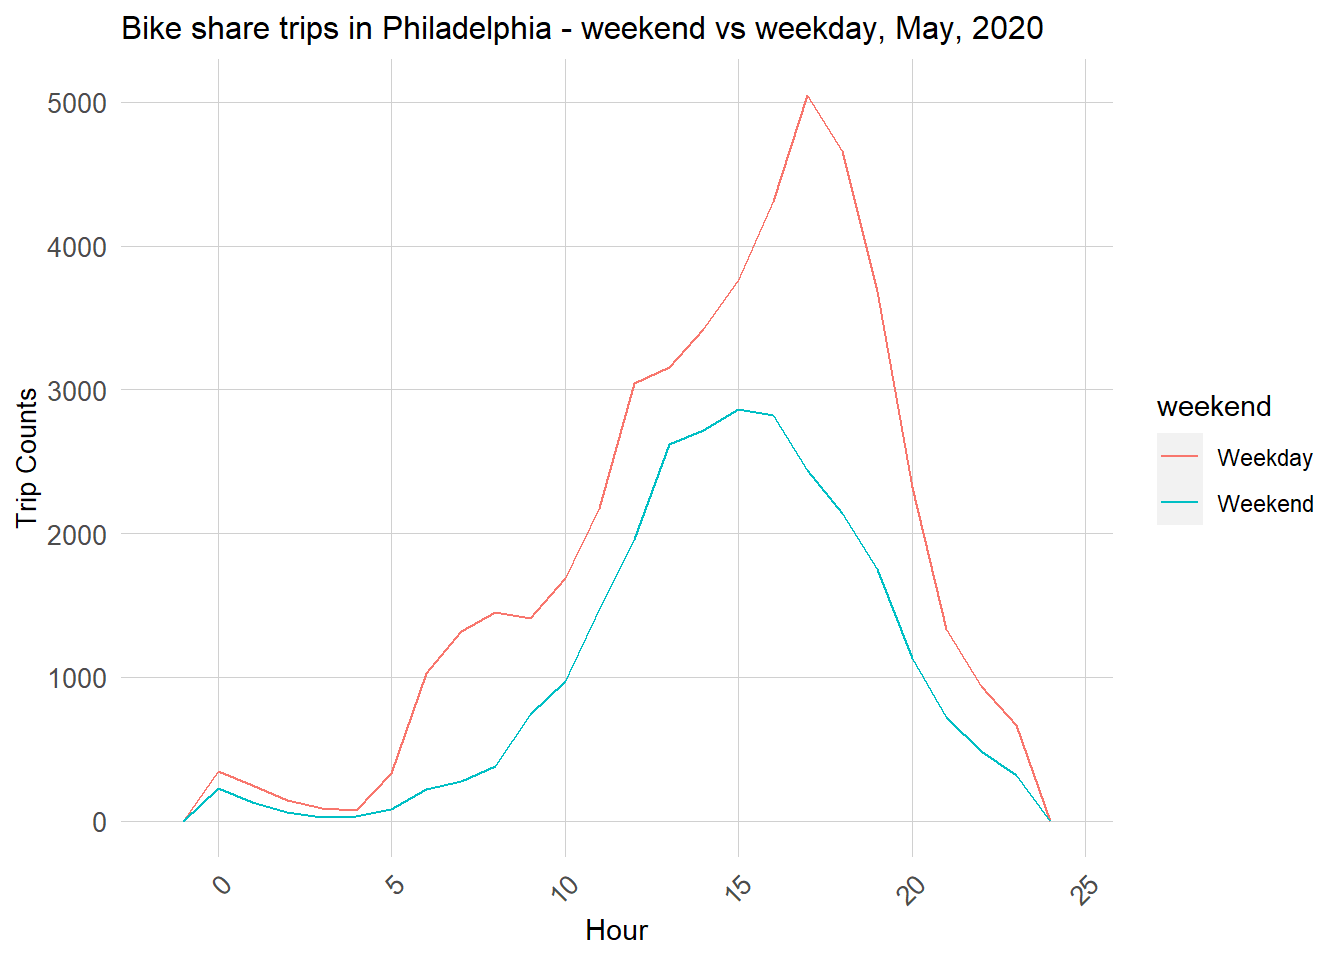 Bike share trips in Philadelphia - weekend vs weekday, May, 2020
5000
4000
3000
2000
1000
0
Trip Counts
0
5
10
15
20
25
Hour
weekend
Weekday
Weekend